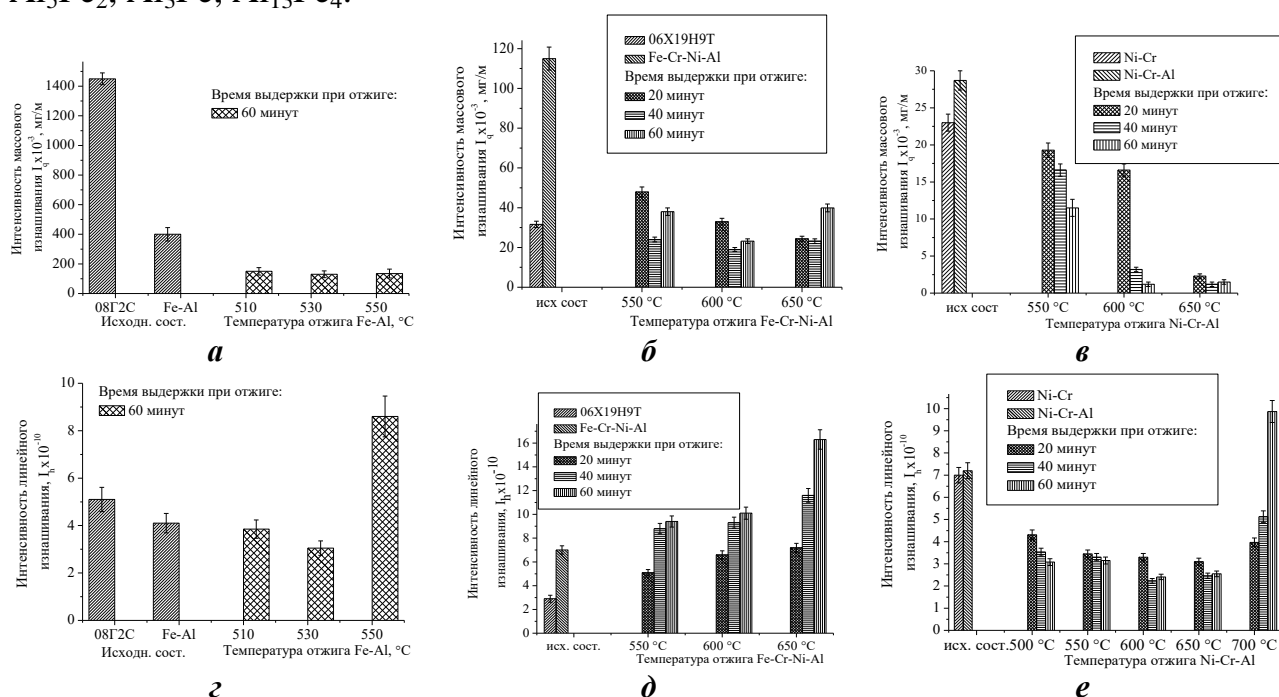 Al₅Fe₂, Al₃Fe, Al₁₃Fe₄.
Интенсивность массового
изнашивания I_q x10⁻³, мг/м
1400
1200
1000
800
600
400
200
0
Время выдержки при отжиге:
60 минут
08Г2С Fe-Al 510 530 550
Исходн. сост. Температура отжига Fe-Al, °C
а
Интенсивность массового
изнашивания I_q x10⁻³, мг/м
120
100
80
60
40
20
0
06Х19Н9Т
Fe-Cr-Ni-Al
Время выдержки при отжиге:
20 минут
40 минут
60 минут
исх сост 550 °C 600 °C 650 °C
Температура отжига Fe-Cr-Ni-Al
б
Интенсивность массового
изнашивания I_q x10⁻³, мг/м
30
25
20
15
10
5
0
Ni-Cr
Ni-Cr-Al
Время выдержки при отжиге:
20 минут
40 минут
60 минут
исх сост 550 °C 600 °C 650 °C
Температура отжига Ni-Cr-Al
в
Интенсивность линейного
изнашивания, I_h x10⁻¹⁰
10
8
6
4
2
0
Время выдержки при отжиге:
60 минут
08Г2С Fe-Al 510 530 550
Исходн. сост. Температура отжига Fe-Al, °C
г
Интенсивность линейного
изнашивания, I_h x10^-10
16
14
12
10
8
6
4
2
0
06Х19Н9Т
Fe-Cr-Ni-Al
Время выдержки при отжиге:
20 минут
40 минут
60 минут
исх. сост. 550 °C 600 °C 650 °C
Температура отжига Fe-Cr-Ni-Al
д
Интенсивность линейного
изнашивания, I_h x10⁻¹⁰
10
9
8
7
6
5
4
3
2
1
0
Ni-Cr
Ni-Cr-Al
Время выдержки при отжиге:
20 минут
40 минут
60 минут
исх. сост. 500 °C 550 °C 600 °C 650 °C 700 °C
Температура отжига Ni-Cr-Al
е